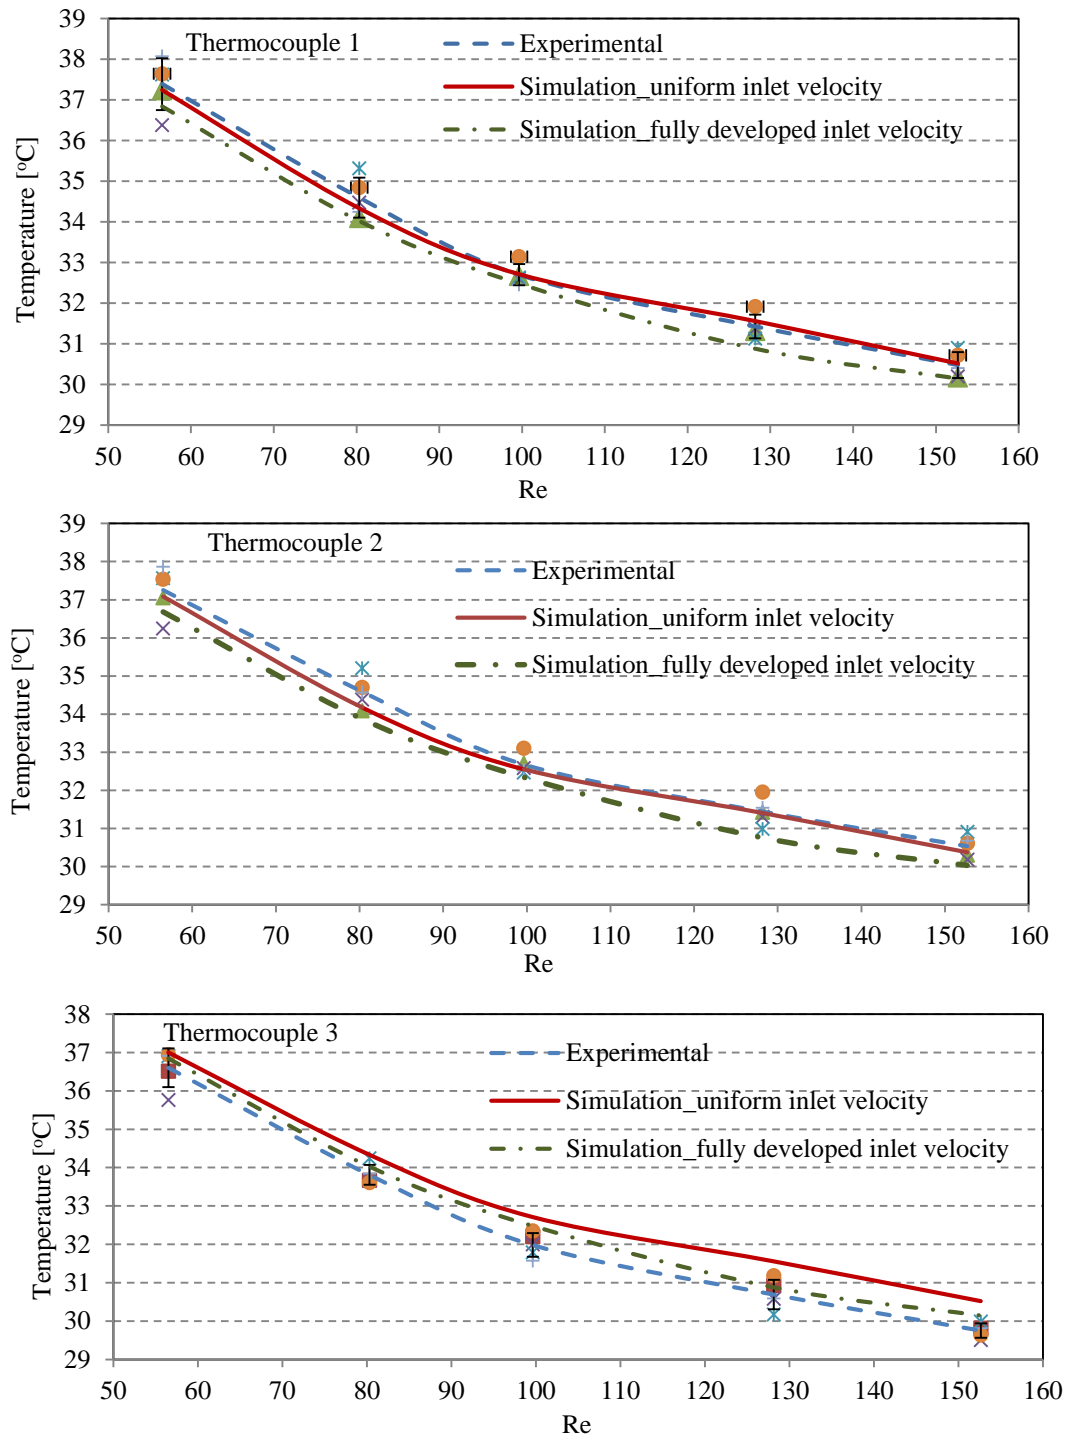 39
Thermocouple 1
Experimental
38
Simulation_uniform inlet velocity
37
Simulation_fully developed inlet velocity
36
35
34
33
32
31
30
29
Temperature [°C]
50 60 70 80 90 100 110 120 130 140 150 160
Re
39
Thermocouple 2
38
Experimental
37
Simulation_uniform inlet velocity
36
Simulation_fully developed inlet velocity
35
34
33
32
31
30
29
Temperature [°C]
50 60 70 80 90 100 110 120 130 140 150 160
Re
38
Thermocouple 3
37
Experimental
36
Simulation_uniform inlet velocity
35
Simulation_fully developed inlet velocity
34
33
32
31
30
29
Temperature [°C]
50 60 70 80 90 100 110 120 130 140 150 160
Re